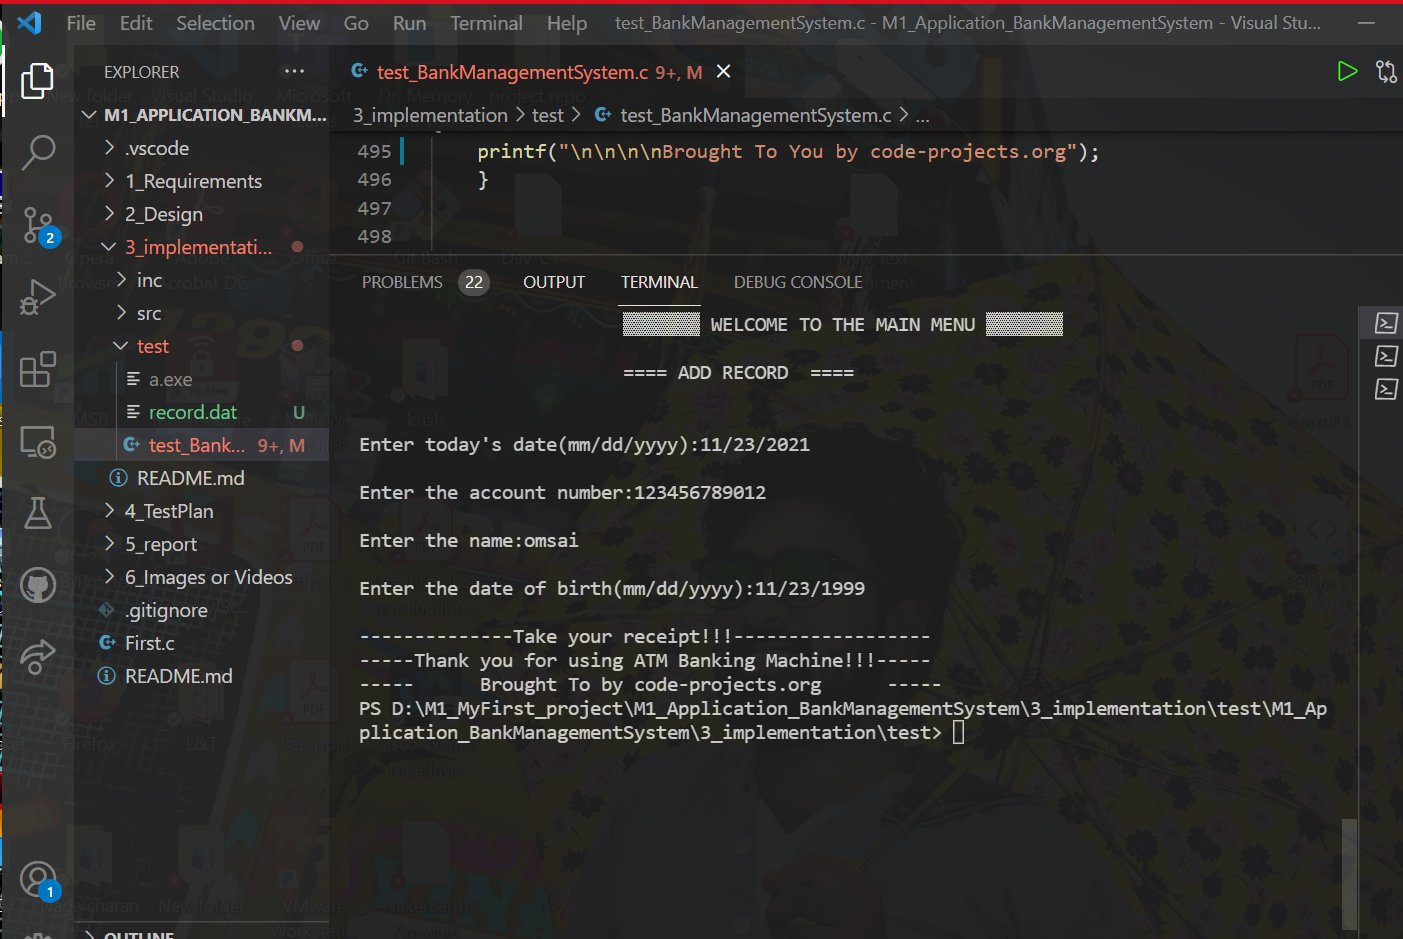 File Edit Selection View Go Run Terminal Help test_BankManagementSystem.c - M1_Application_BankManagementSystem - Visual Stu...
EXPLORER ...
test_BankManagementSystem.c 9+, M
M1_APPLICATION_BANKM...
3_implementation > test > test_BankManagementSystem.c > ...
.vscode
1_Requirements
2_Design
3_implementati...
inc
src
test
a.exe
record.dat U
test_Bank... 9+, M
README.md
4_TestPlan
5_report
6_Images or Videos
.gitignore
First.c
README.md
OUTLINE
2
1
495 printf("\n\n\n\nBrought To You by code-projects.org");
496 }
497
498
PROBLEMS 22 OUTPUT TERMINAL DEBUG CONSOLE
WELCOME TO THE MAIN MENU
==== ADD RECORD ====
Enter today's date(mm/dd/yyyy):11/23/2021
Enter the account number:123456789012
Enter the name:omsai
Enter the date of birth(mm/dd/yyyy):11/23/1999
--------------Take your receipt!!!------------------
-----Thank you for using ATM Banking Machine!!!-----
----- Brought To by code-projects.org -----
PS D:\M1_MyFirst_project\M1_Application_BankManagementSystem\3_implementation\test\M1_Ap
plication_BankManagementSystem\3_implementation\test>